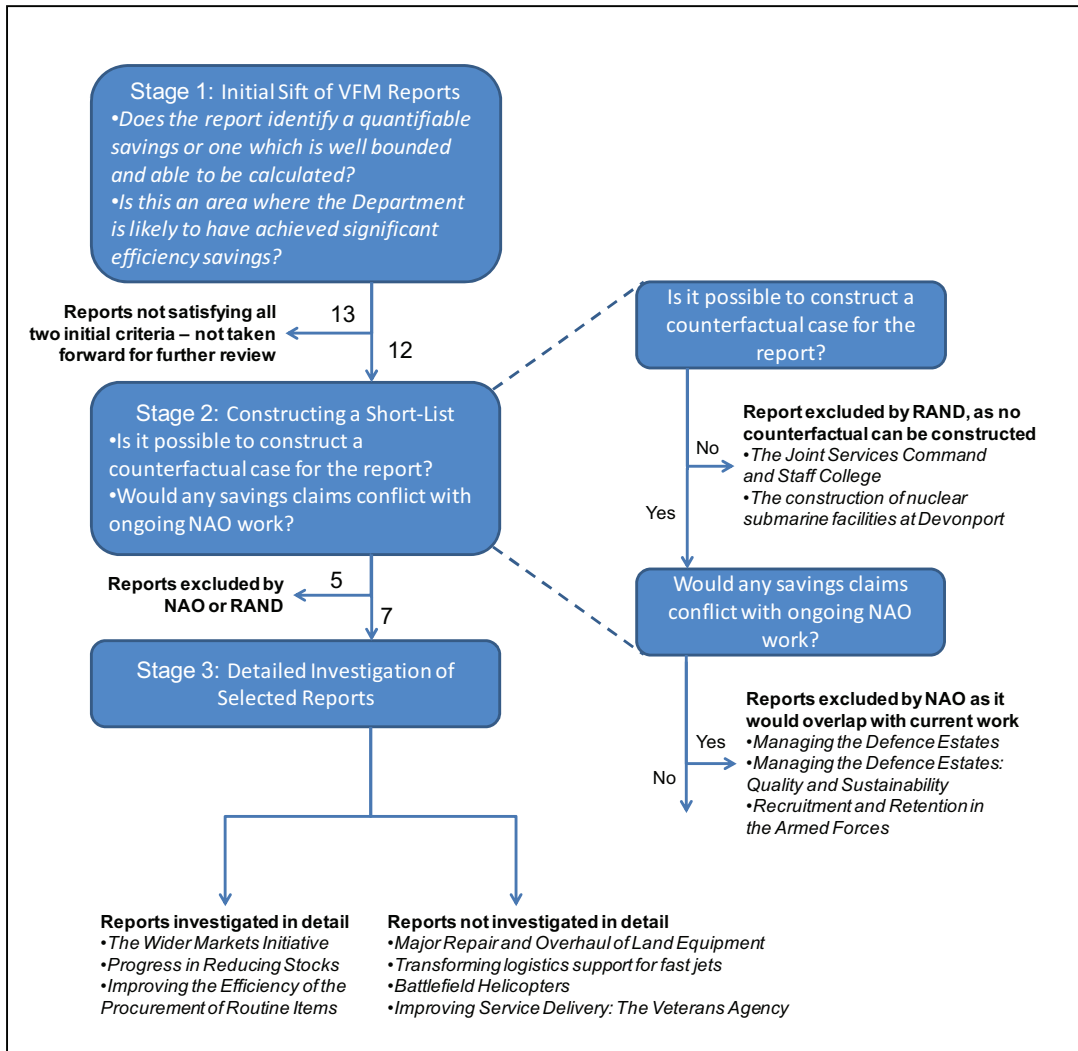 Stage 1: Initial Sift of VFM Reports
•Does the report identify a quantifiable
savings or one which is well bounded
and able to be calculated?
•Is this an area where the Department
is likely to have achieved significant
efficiency savings?
Reports not satisfying all
two initial criteria – not taken
forward for further review
13
12
Stage 2: Constructing a Short-List
•Is it possible to construct a
counterfactual case for the report?
•Would any savings claims conflict with
ongoing NAO work?
Reports excluded by
NAO or RAND
5
7
Stage 3: Detailed Investigation of
Selected Reports
Reports investigated in detail
•The Wider Markets Initiative
•Progress in Reducing Stocks
•Improving the Efficiency of the
Procurement of Routine Items
Reports not investigated in detail
•Major Repair and Overhaul of Land Equipment
•Transforming logistics support for fast jets
•Battlefield Helicopters
•Improving Service Delivery: The Veterans Agency
Is it possible to construct a
counterfactual case for the
report?
No
Report excluded by RAND, as no
counterfactual can be constructed
•The Joint Services Command
and Staff College
•The construction of nuclear
submarine facilities at Devonport
Yes
Would any savings claims
conflict with ongoing NAO
work?
Yes
Reports excluded by NAO as it
would overlap with current work
•Managing the Defence Estates
•Managing the Defence Estates:
Quality and Sustainability
•Recruitment and Retention in
the Armed Forces
No